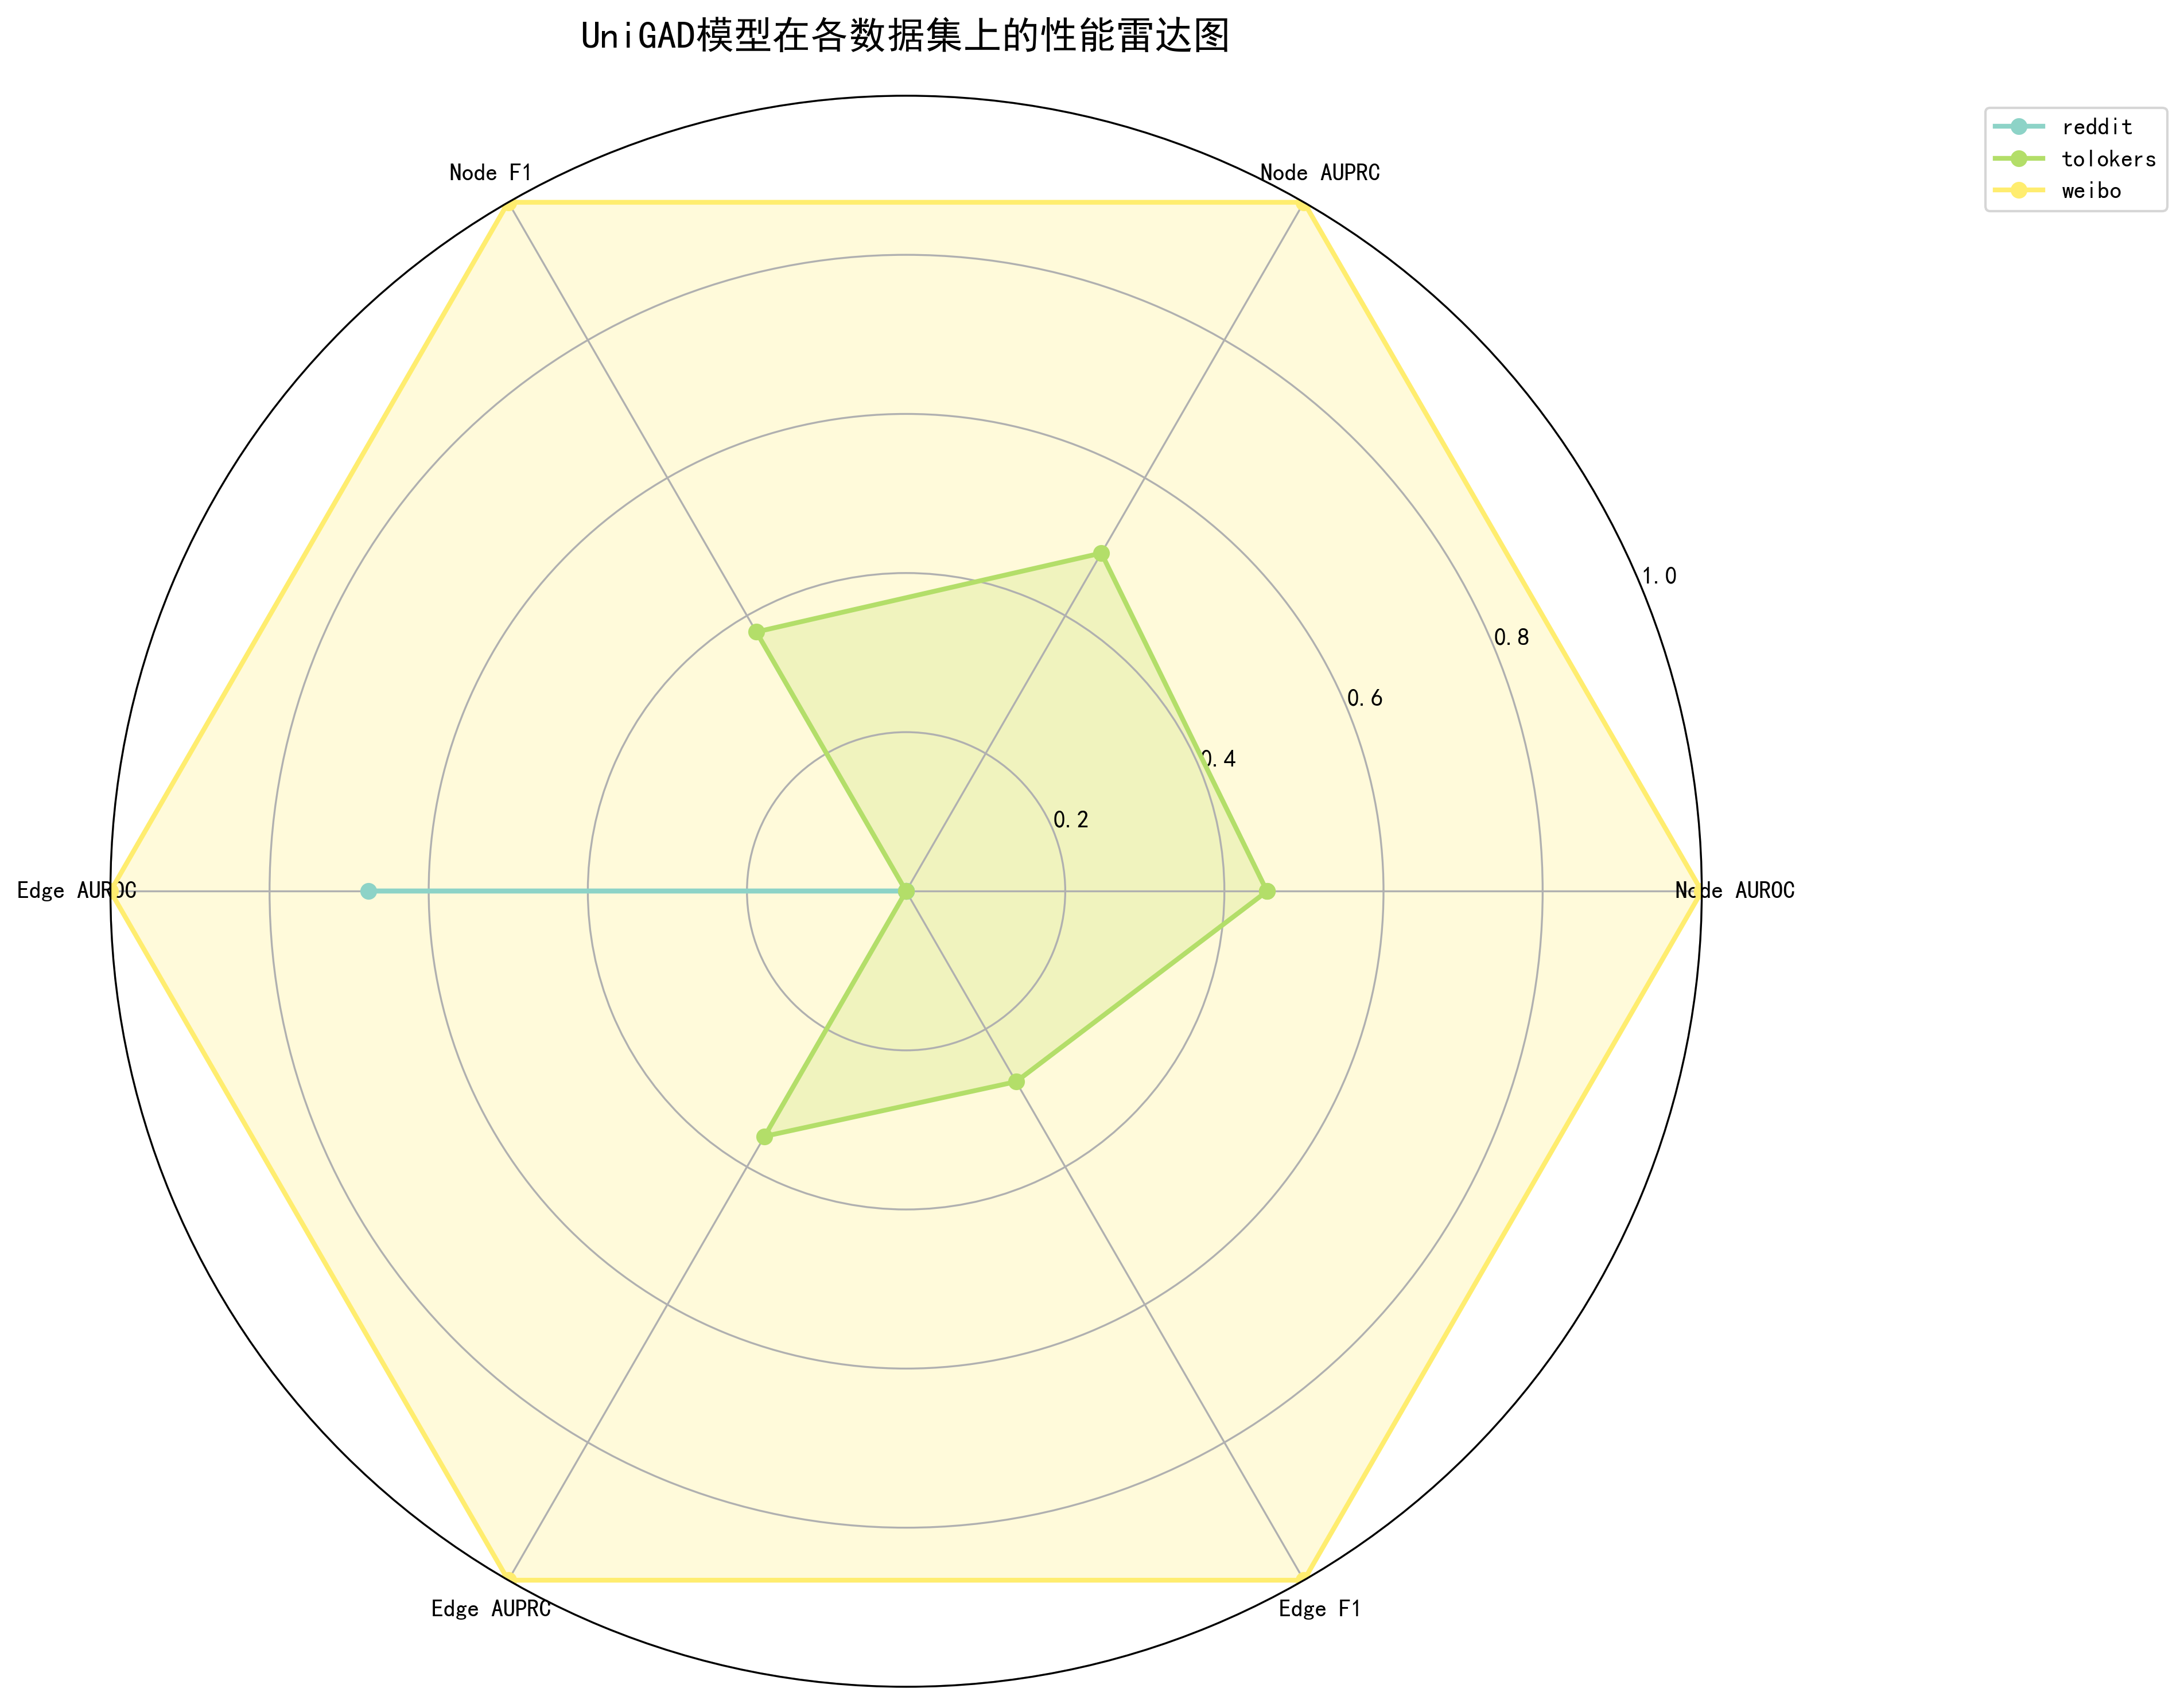 UniGAD模型在各数据集上的性能雷达图
reddit
tolokers
weibo
Node F1
Node AUPRC
1.0
0.8
0.6
0.4
0.2
Edge AUROC
Node AUROC
Edge AUPRC
Edge F1